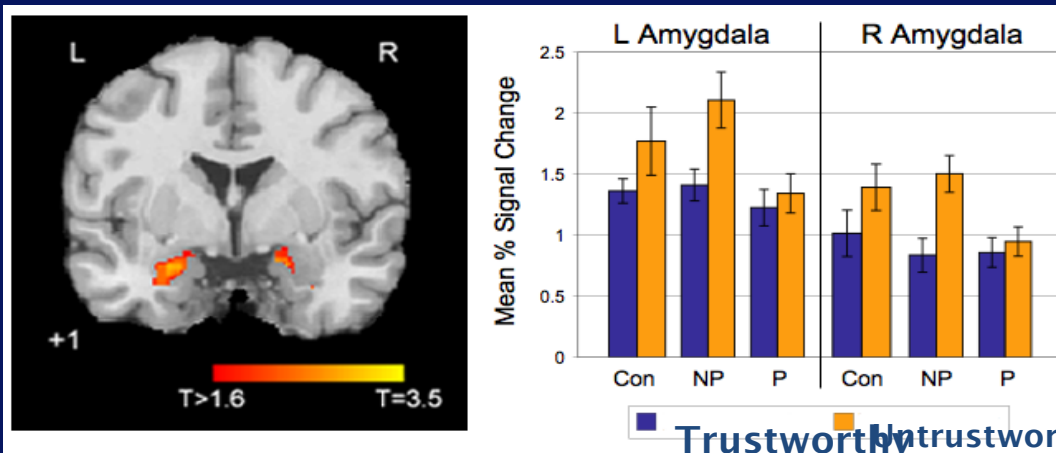 L R
+1
T>1.6 T=3.5
L Amygdala R Amygdala
Mean % Signal Change
2.5
2
1.5
1
0.5
0
Con NP P Con NP P
Trustworthy Untrustwor